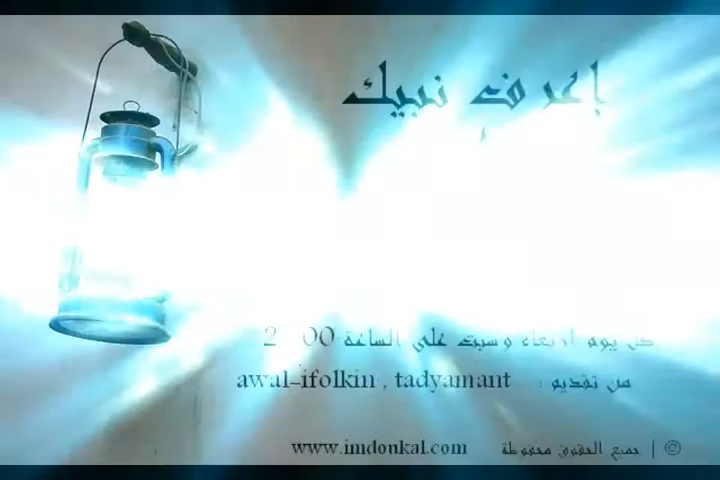 إعرف نبيك
كل يوم أربعاء و سبت على الساعة 2 00
من تقديم : awal-ifolkin , tadyamant
© | جميع الحقوق محفوظة www.imdonkal.com